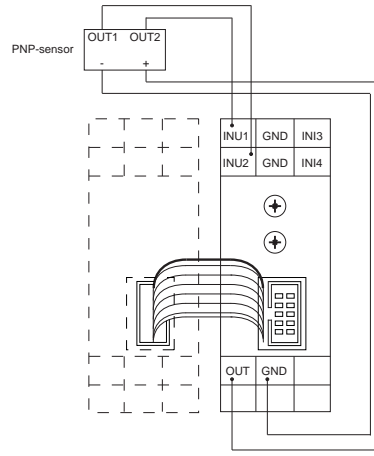 OUT1 OUT2
PNP-sensor
- +
INU1 GND INI3
INU2 GND INI4
OUT GND